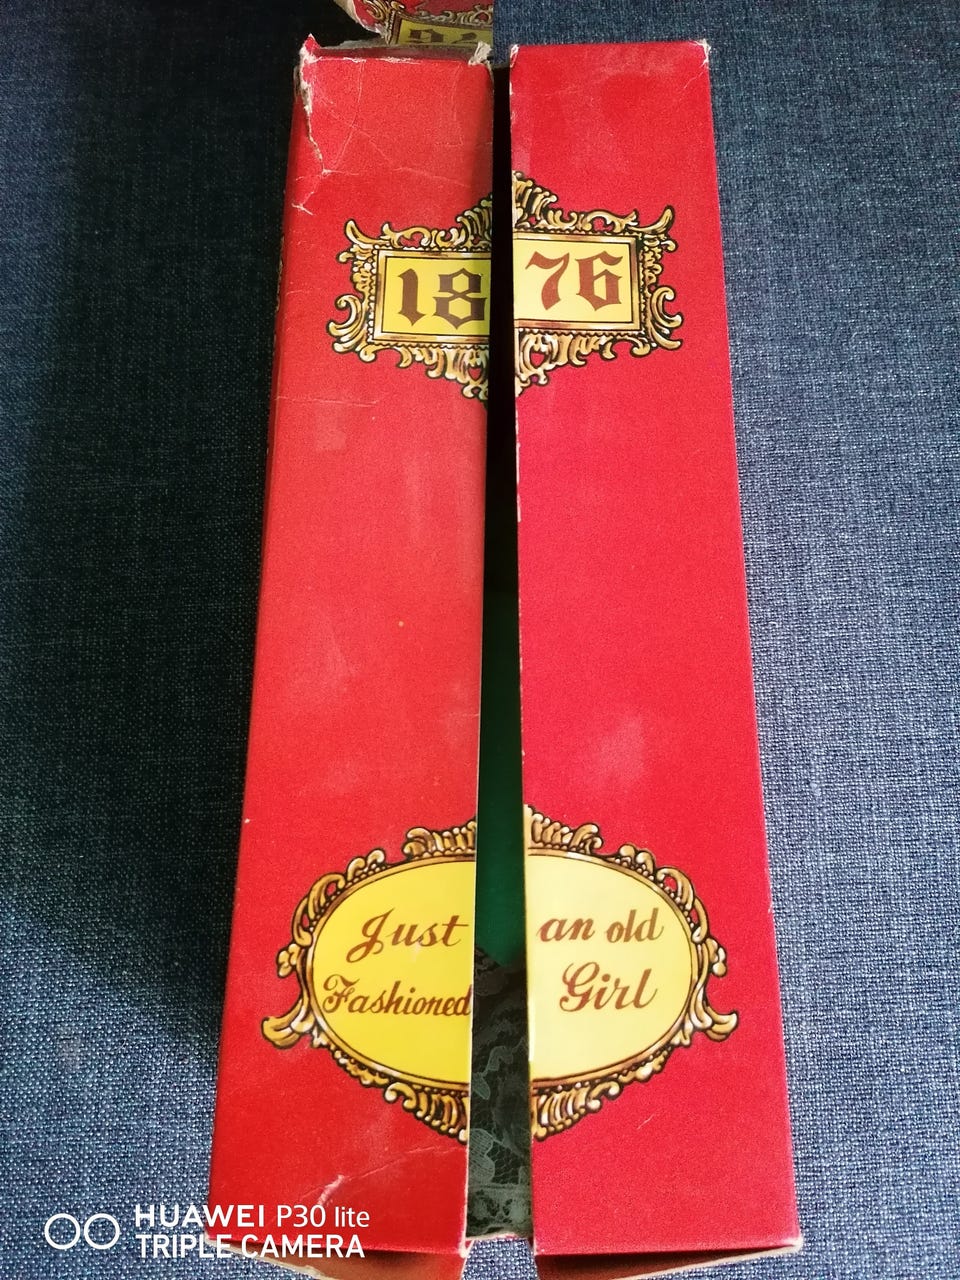 1876
Just an old
Fashioned Girl
HUAWEI P30 lite
TRIPLE CAMERA